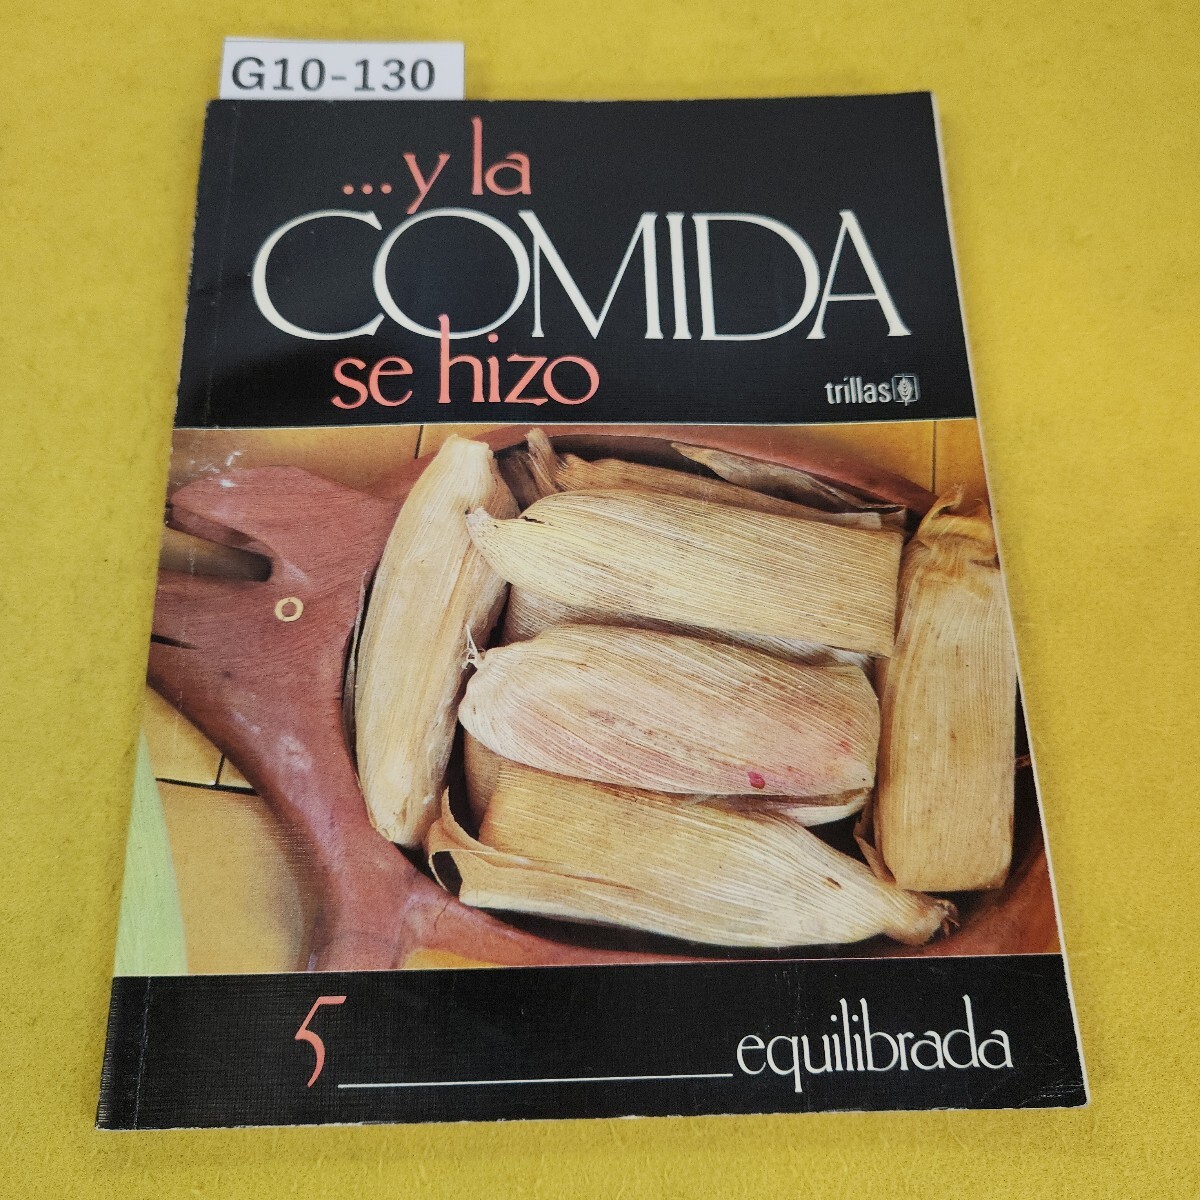 G10-130
...y la
COMIDA
se hizo
trillas
5 equilibrada